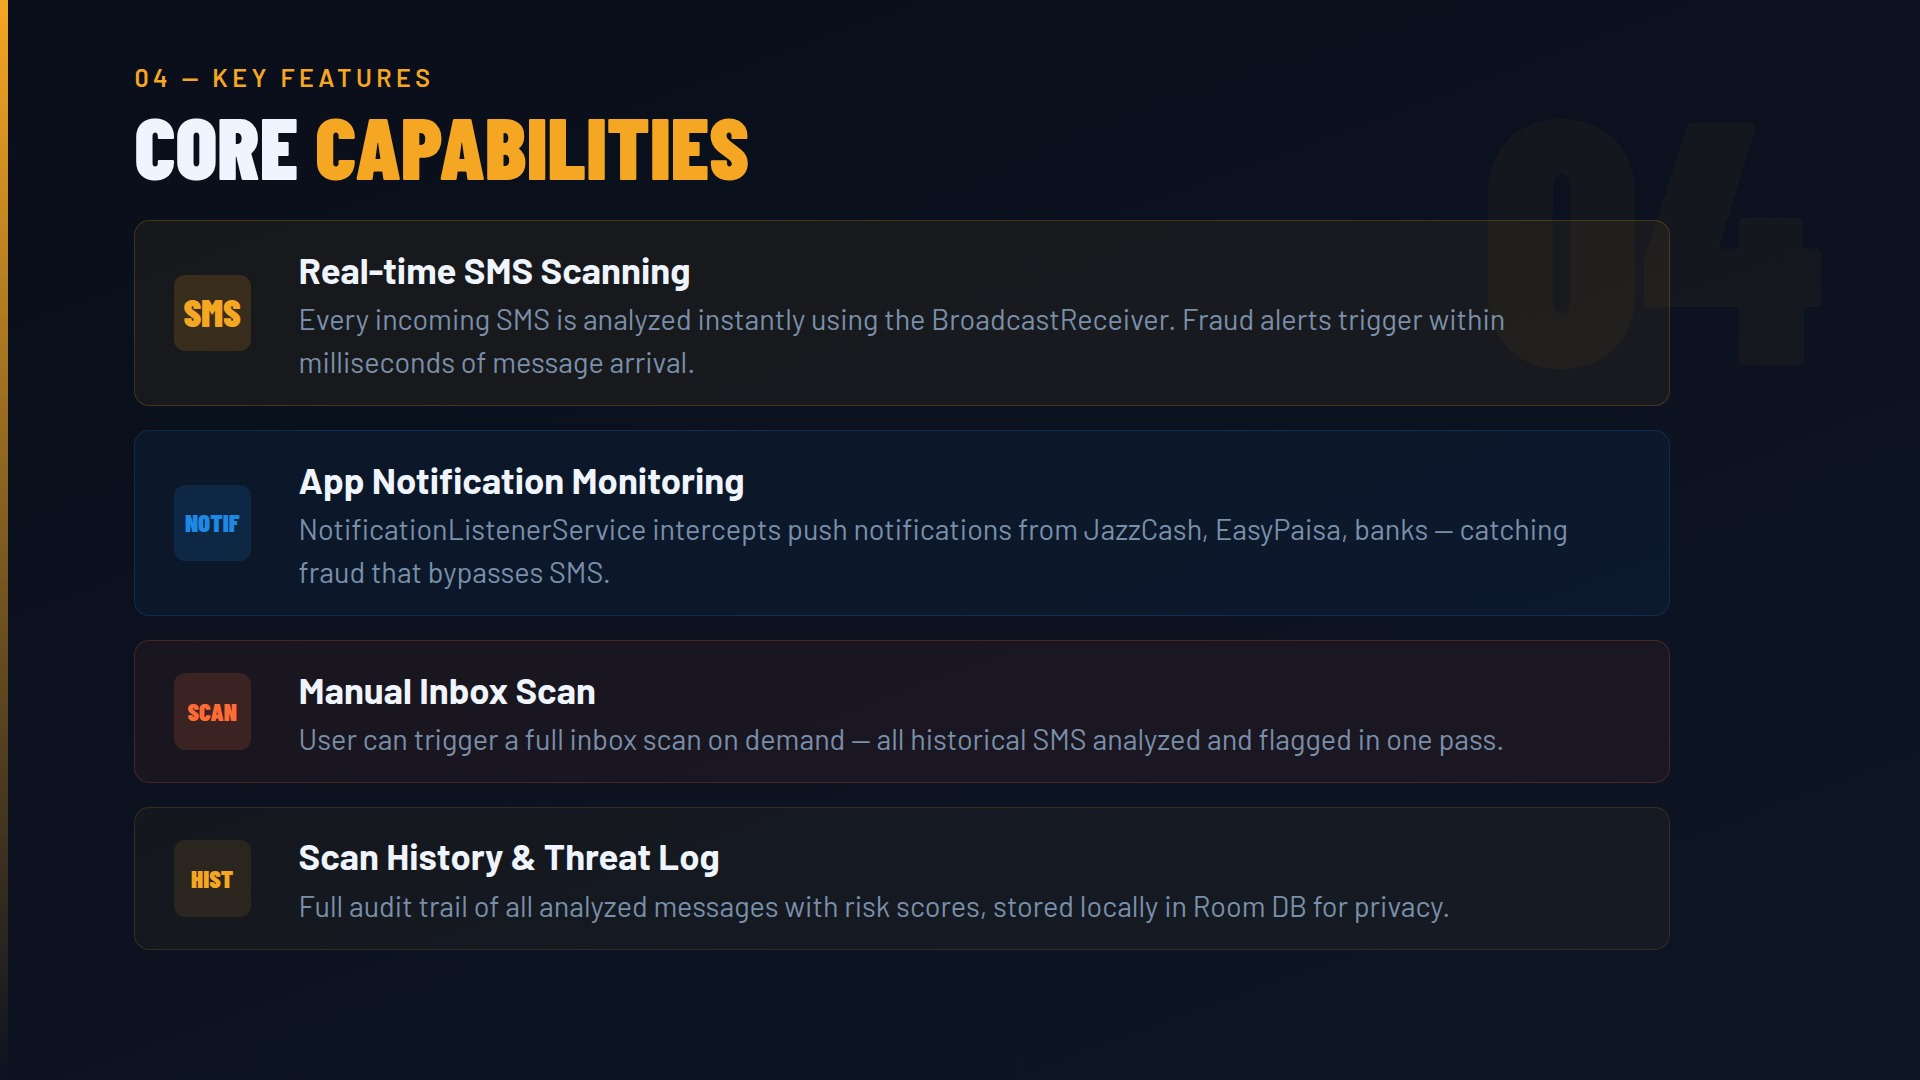 04 — KEY FEATURES
CORE CAPABILITIES
04
SMS
Real-time SMS Scanning
Every incoming SMS is analyzed instantly using the BroadcastReceiver. Fraud alerts trigger within
milliseconds of message arrival.
NOTIF
App Notification Monitoring
NotificationListenerService intercepts push notifications from JazzCash, EasyPaisa, banks — catching
fraud that bypasses SMS.
SCAN
Manual Inbox Scan
User can trigger a full inbox scan on demand — all historical SMS analyzed and flagged in one pass.
HIST
Scan History & Threat Log
Full audit trail of all analyzed messages with risk scores, stored locally in Room DB for privacy.